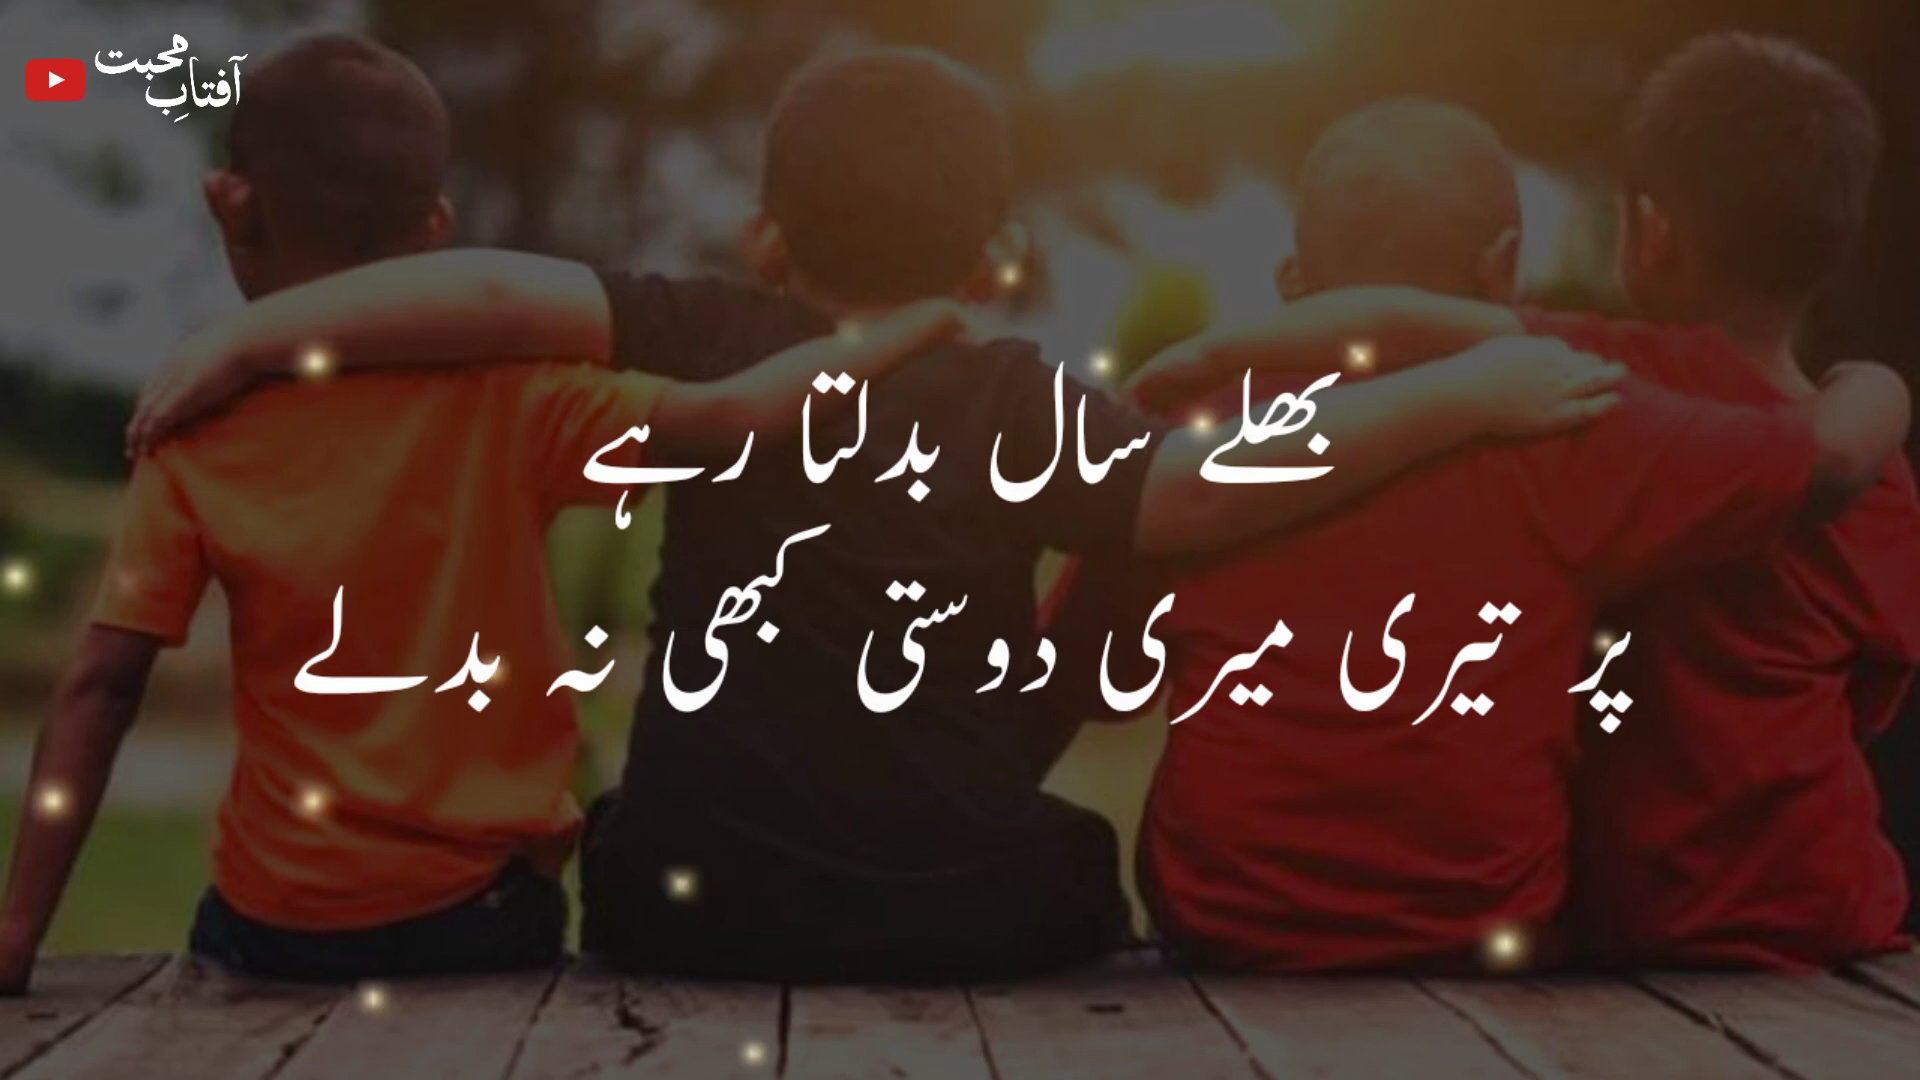 آفتابِ محبت
بھلے سال بدلتا رہے
پر تیری میری دوستی کبھی نہ بدلے